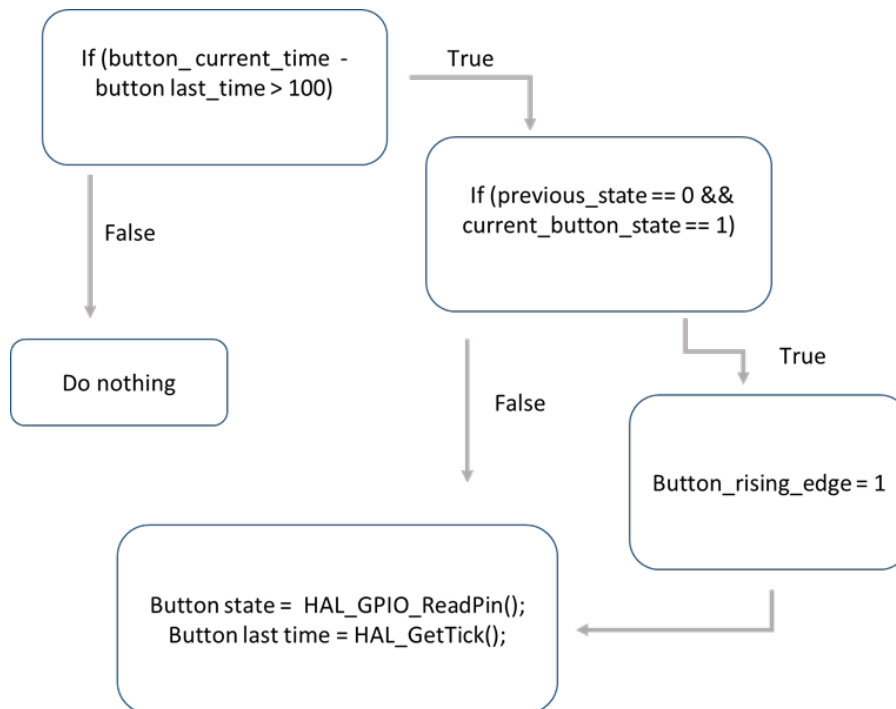 If (button_ current_time -
button last_time > 100)
True
If (previous_state == 0 &&
current_button_state == 1)
False
Do nothing
True
False
Button_rising_edge = 1
Button state = HAL_GPIO_ReadPin();
Button last time = HAL_GetTick();